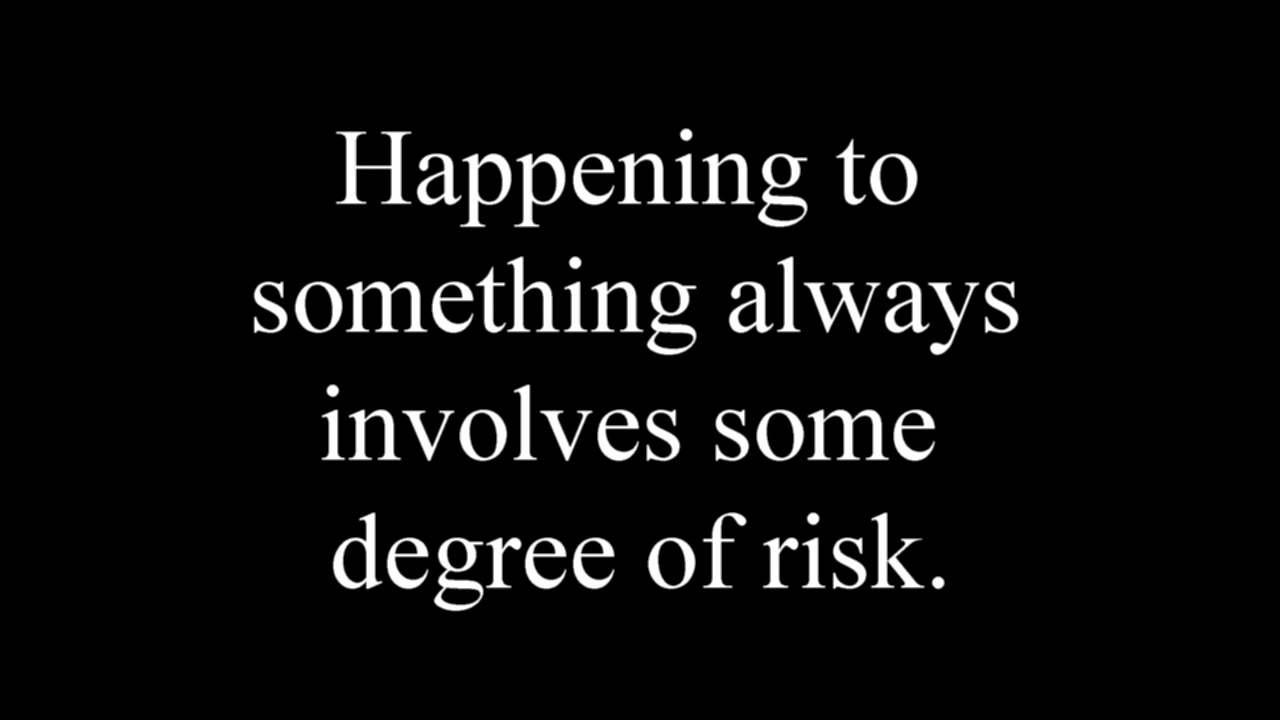 Happening to
something always
involves some
degree of risk.